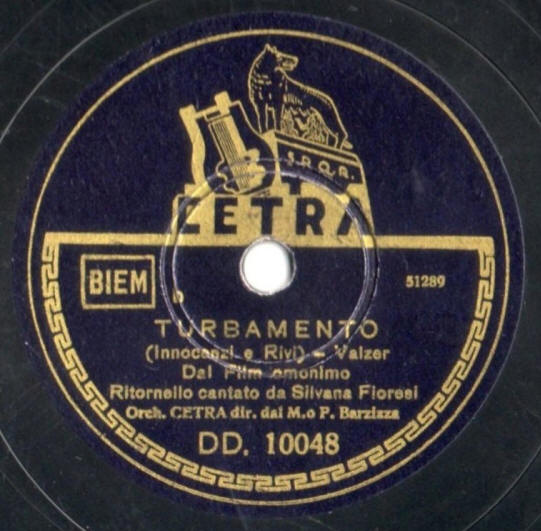 S.P.Q.R.
CETRA
BIEM
51289
TURBAMENTO
(Innocenzi e Rivi) - Valzer
Dal Film omonimo
Ritornello cantato da Silvana Fioresi
Orch. CETRA dir. dal M.o P. Barzizza
DD. 10048